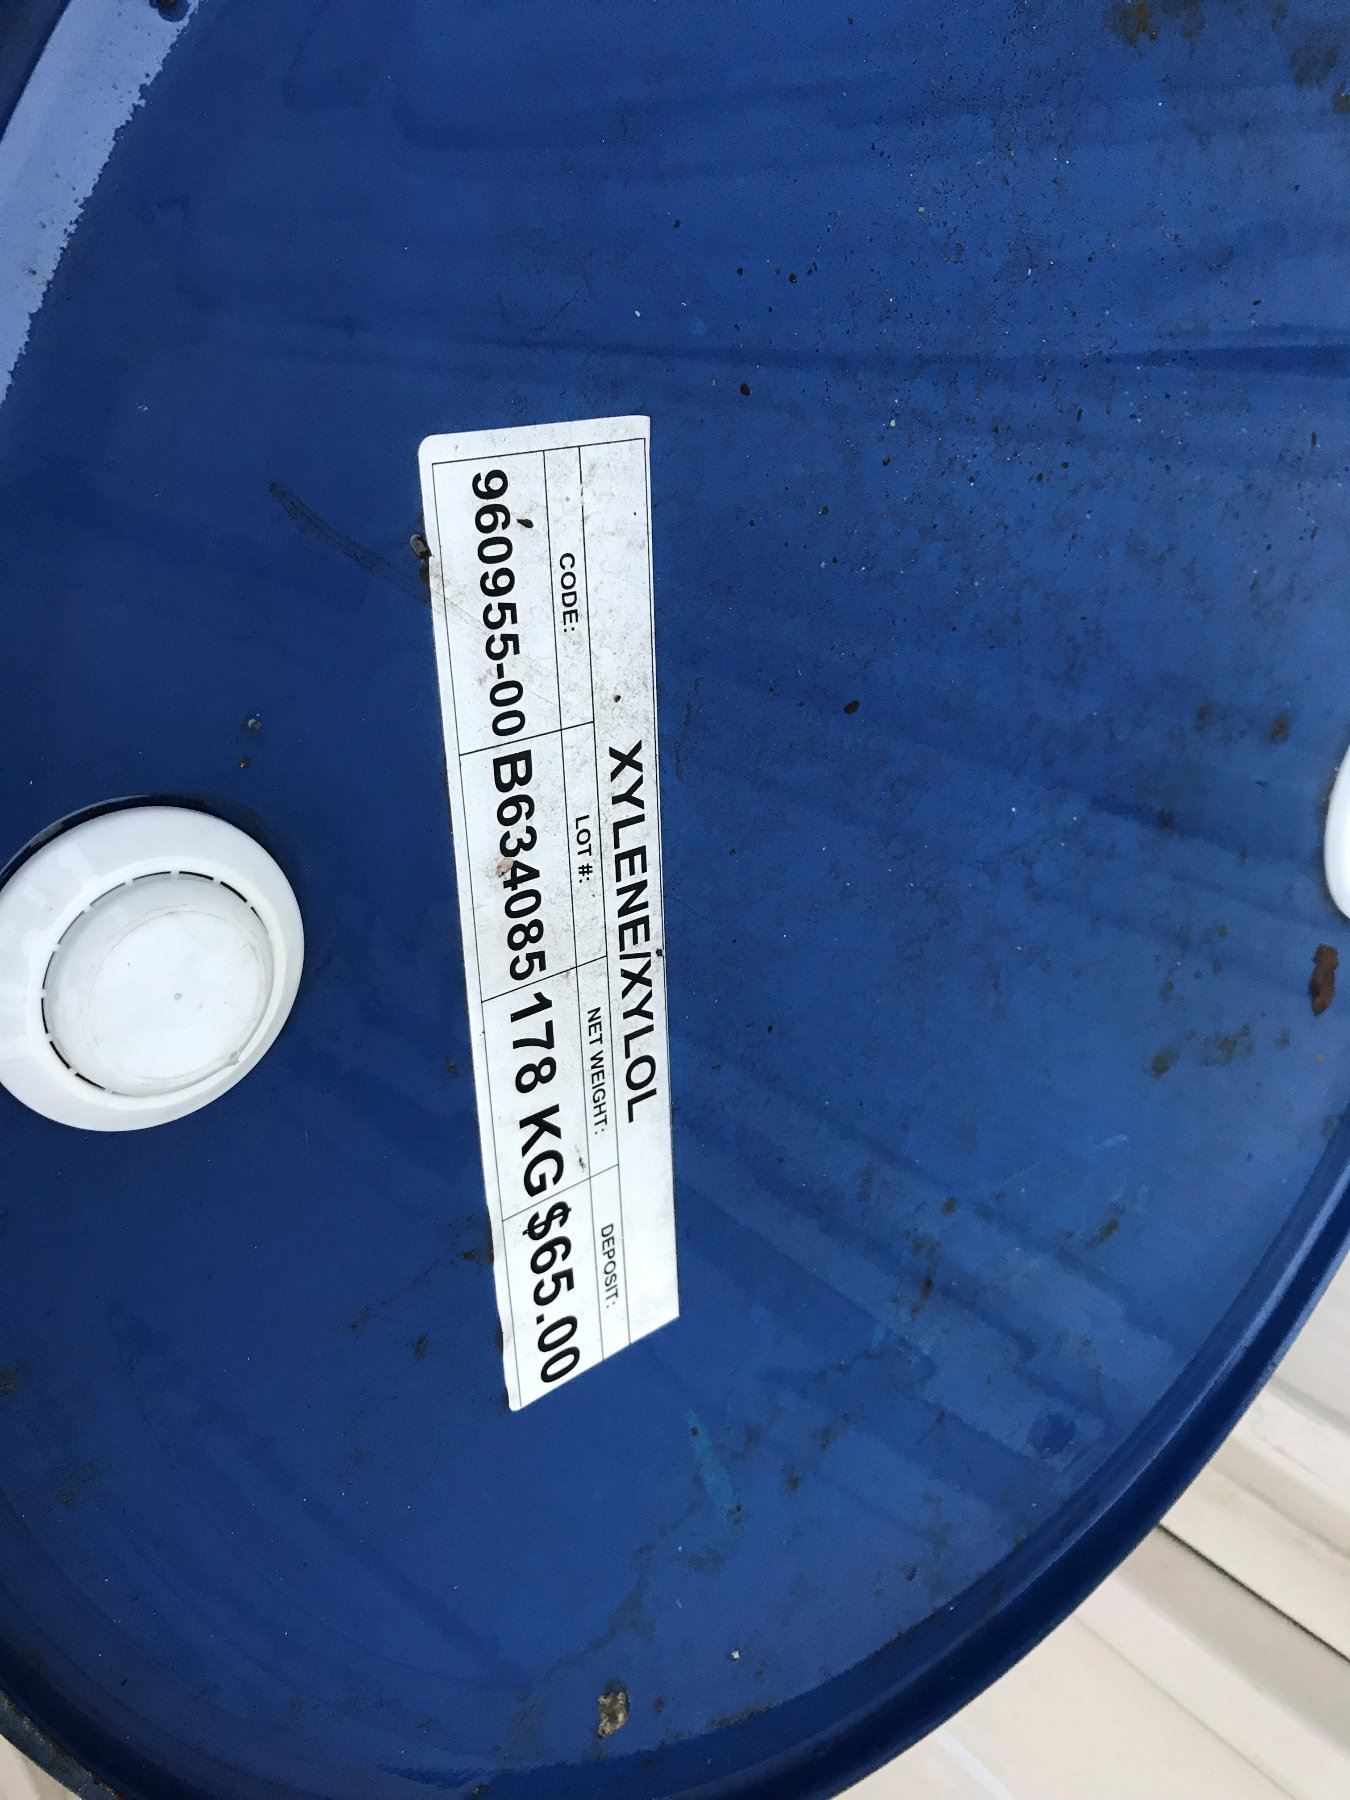 XYLENE/XYLOL
CODE: LOT #: NET WEIGHT: DEPOSIT:
960955-00 B634085 178 KG $65.00